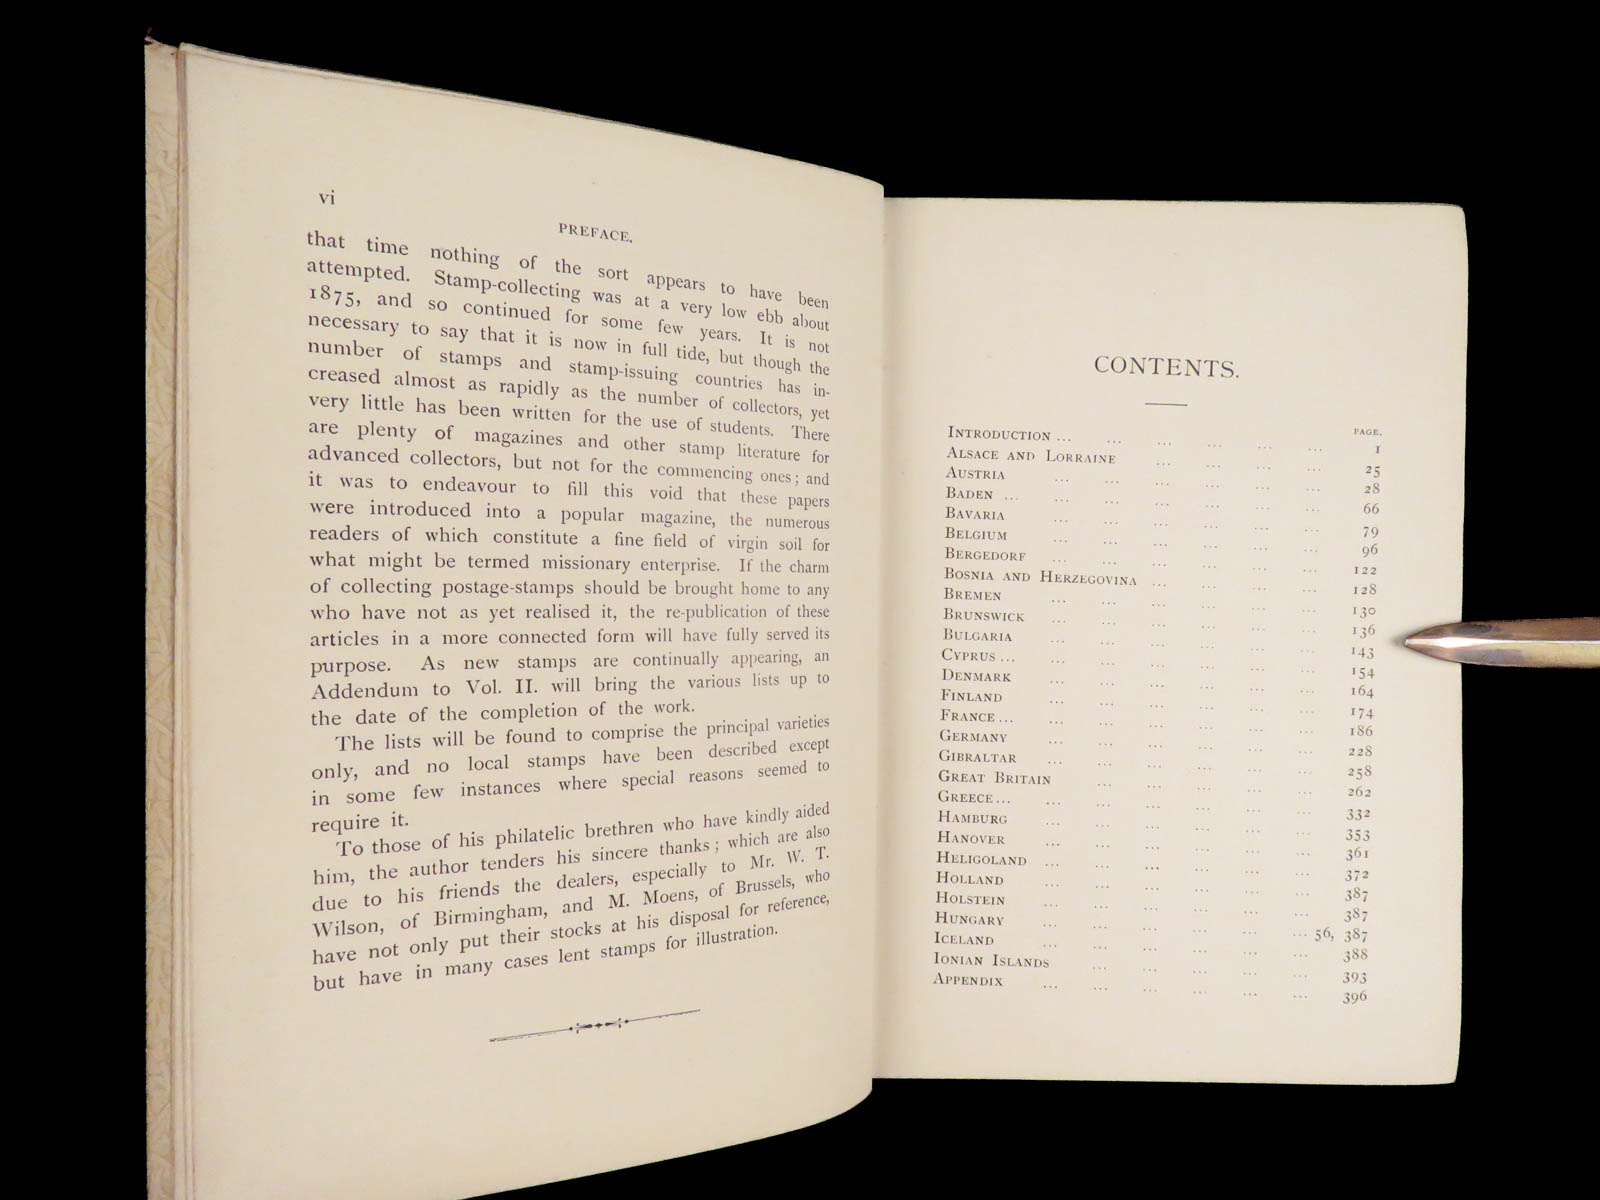 vi
PREFACE.
that time nothing of the sort appears to have been
attempted. Stamp-collecting was at a very low ebb about
1875, and so continued for some few years. It is not
necessary to say that it is now in full tide, but though the
number of stamps and stamp-issuing countries has in-
creased almost as rapidly as the number of collectors, yet
very little has been written for the use of students. There
are plenty of magazines and other stamp literature for
advanced collectors, but not for the commencing ones; and
it was to endeavour to fill this void that these papers
were introduced into a popular magazine, the numerous
readers of which constitute a fine field of virgin soil for
what might be termed missionary enterprise. If the charm
of collecting postage-stamps should be brought home to any
who have not as yet realised it, the re-publication of these
articles in a more connected form will have fully served its
purpose. As new stamps are continually appearing, an
Addendum to Vol. II. will bring the various lists up to
the date of the completion of the work.
The lists will be found to comprise the principal varieties
only, and no local stamps have been described except
in some few instances where special reasons seemed to
require it.
To those of his philatelic brethren who have kindly aided
him, the author tenders his sincere thanks; which are also
due to his friends the dealers, especially to Mr. W. T.
Wilson, of Birmingham, and M. Moens, of Brussels, who
have not only put their stocks at his disposal for reference,
but have in many cases lent stamps for illustration.
CONTENTS.
PAGE.
INTRODUCTION ... ... ... ... ... ... 1
ALSACE AND LORRAINE ... ... ... ... 25
AUSTRIA ... ... ... ... ... ... 28
BADEN ... ... ... ... ... ... ... 66
BAVARIA ... ... ... ... ... ... 79
BELGIUM ... ... ... ... ... ... 96
BERGEDORF ... ... ... ... ... ... 122
BOSNIA AND HERZEGOVINA ... ... ... ... 128
BREMEN ... ... ... ... ... ... 130
BRUNSWICK ... ... ... ... ... ... 136
BULGARIA ... ... ... ... ... ... 143
CYPRUS ... ... ... ... ... ... ... 154
DENMARK ... ... ... ... ... ... 164
FINLAND ... ... ... ... ... ... 174
FRANCE ... ... ... ... ... ... ... 186
GERMANY ... ... ... ... ... ... 228
GIBRALTAR ... ... ... ... ... ... 258
GREAT BRITAIN ... ... ... ... ... 262
GREECE ... ... ... ... ... ... ... 332
HAMBURG ... ... ... ... ... ... 353
HANOVER ... ... ... ... ... ... 361
HELIGOLAND ... ... ... ... ... ... 372
HOLLAND ... ... ... ... ... ... 387
HOLSTEIN ... ... ... ... ... ... 387
HUNGARY ... ... ... ... ... ... 56, 387
ICELAND ... ... ... ... ... ... 388
IONIAN ISLANDS ... ... ... ... ... 393
APPENDIX ... ... ... ... ... ... 396